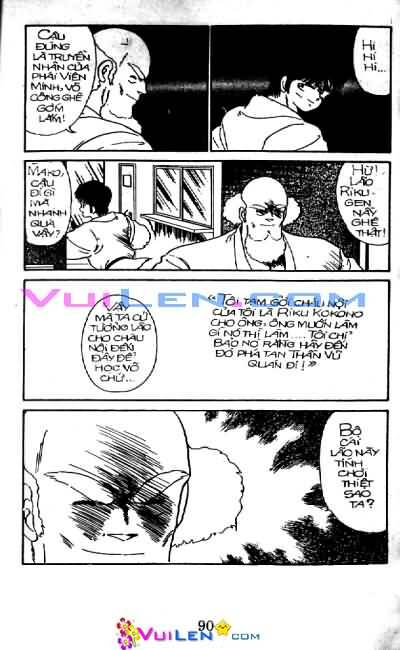 CẬU
ĐÚNG
LÀ TRUYỀN
NHÂN CỦA
PHÁI VIÊN
MINH, VÕ
CÔNG GHÊ
GỚM
LẮM!
HI
HI
HI...
MAKO,
CẬU
ĐI GÌ
MÀ
NHANH
QUÁ
VẬY?
HỪ!
LÃO
RIKU-
GEN
NÀY
GHÊ
THẬT!
VẬY
MÀ TA CỨ
TƯỞNG LÃO
CHO CHÁU
NỘI ĐẾN
ĐÂY ĐỂ
HỌC VÕ
CHỨ...
"TÔI TẠM GỞI CHÁU NỘI
CỦA TÔI LÀ RIKU KOKONO
CHO ÔNG, ÔNG MUỐN LÀM
GÌ NÓ THÌ LÀM.... TÔI CHỈ
BẢO NÓ RẰNG HÃY ĐẾN
ĐÓ PHÁ TAN THẦN VŨ
QUÁN ĐI!"
VUILEN.COM
BỘ
CÁI
LÃO NÀY
TÍNH
CHƠI
THIỆT
SAO
TA?
90
VUILEN.COM